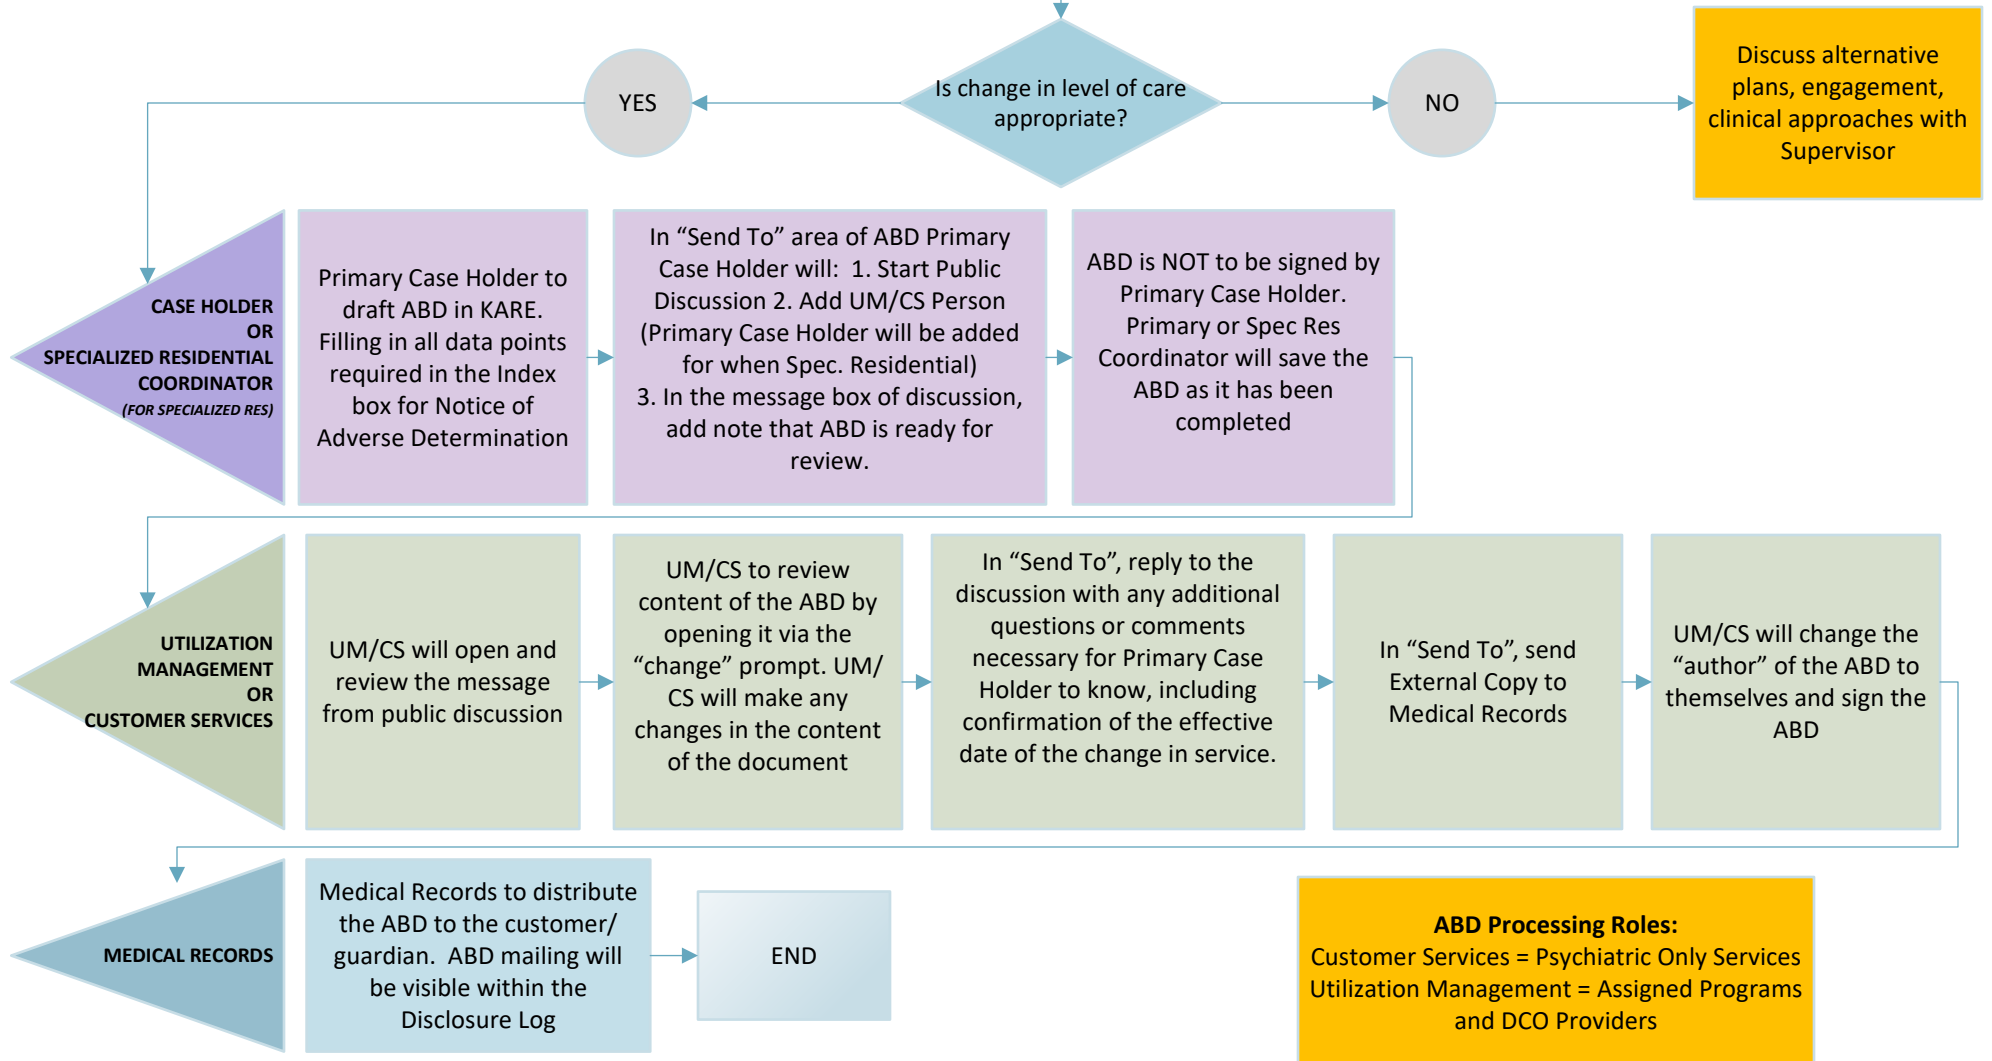 YES
Is change in level of care
appropriate?
NO
Discuss alternative
plans, engagement,
clinical approaches with
Supervisor
CASE HOLDER
OR
SPECIALIZED RESIDENTIAL
COORDINATOR
(FOR SPECIALIZED RES)
Primary Case Holder to
draft ABD in KARE.
Filling in all data points
required in the Index
box for Notice of
Adverse Determination
In “Send To” area of ABD Primary
Case Holder will:  1. Start Public
Discussion 2. Add UM/CS Person
(Primary Case Holder will be added
for when Spec. Residential)
3. In the message box of discussion,
add note that ABD is ready for
review.
ABD is NOT to be signed by
Primary Case Holder.
Primary or Spec Res
Coordinator will save the
ABD as it has been
completed
UTILIZATION
MANAGEMENT
OR
CUSTOMER SERVICES
UM/CS will open and
review the message
from public discussion
UM/CS to review
content of the ABD by
opening it via the
“change” prompt. UM/
CS will make any
changes in the content
of the document
In “Send To”, reply to the
discussion with any additional
questions or comments
necessary for Primary Case
Holder to know, including
confirmation of the effective
date of the change in service.
In “Send To”, send
External Copy to
Medical Records
UM/CS will change the
“author” of the ABD to
themselves and sign the
ABD
MEDICAL RECORDS
Medical Records to distribute
the ABD to the customer/
guardian.  ABD mailing will
be visible within the
Disclosure Log
END
ABD Processing Roles:
Customer Services = Psychiatric Only Services
Utilization Management = Assigned Programs
and DCO Providers